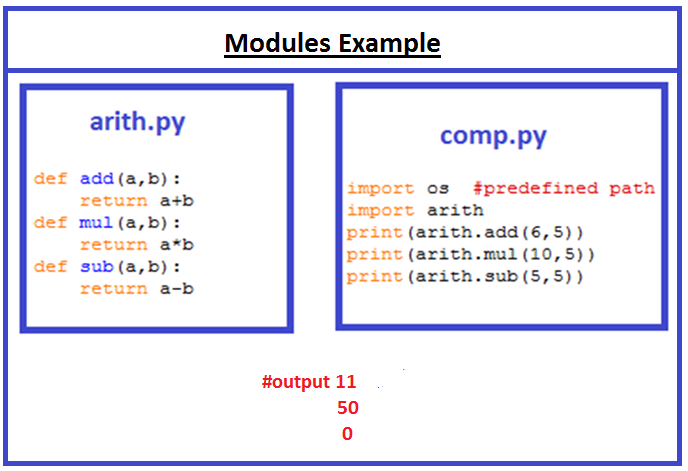 Modules Example
arith.py
def add(a,b):
    return a+b
def mul(a,b):
    return a*b
def sub(a,b):
    return a-b
comp.py
import os  #predefined path
import arith
print(arith.add(6,5))
print(arith.mul(10,5))
print(arith.sub(5,5))
#output 11
50
0